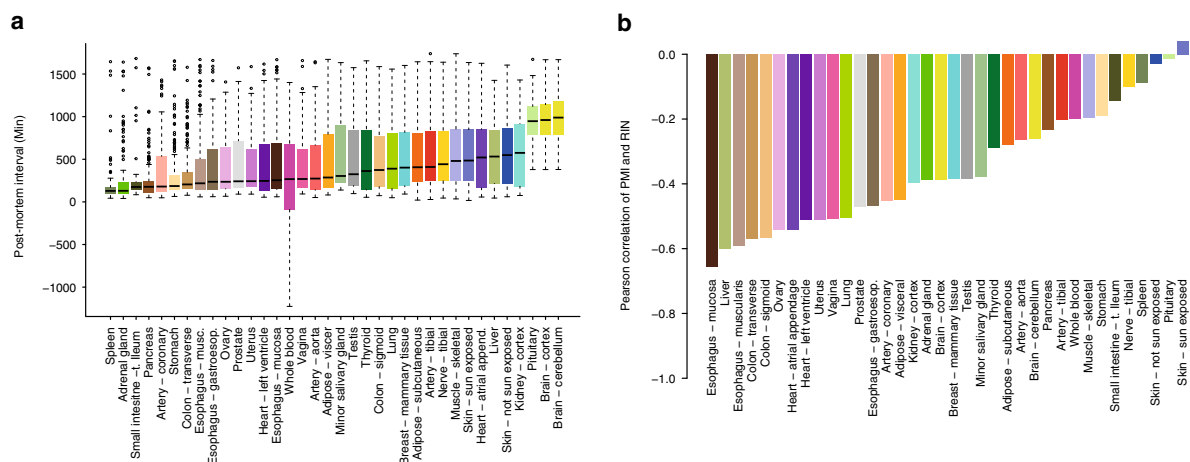 a
Post-mortem interval (Min)
1500
1000
500
0
−500
−1000
Spleen
Adrenal gland
Small intesitne –t. Ileum
Pancreas
Artery – coronary
Stomach
Colon – transverse
Esophagus – musc.
Esophagus – gastroesop.
Ovary
Prostate
Uterus
Heart – left ventricle
Esophagus – mucosa
Whole blood
Vagina
Artery – aorta
Adipose – visceral
Minor salivary gland
Testis
Thyroid
Colon – sigmoid
Lung
Breast – mammary tissue
Adipose – subcutaneous
Artery – tibial
Nerve – tibial
Muscle – skeletal
Skin – sun exposed
Heart – atrial append.
Liver
Skin – not sun exposed
Kidney – cortex
Pituitary
Brain – cortex
Brain – cerebellum
b
Pearson correlation of PMI and RIN
0.0
−0.2
−0.4
−0.6
−0.8
−1.0
Esophagus – mucosa
Liver
Esophagus – muscularis
Colon – transverse
Colon – sigmoid
Ovary
Heart – atrial appendage
Heart – left ventricle
Uterus
Vagina
Lung
Prostate
Esophagus – gastroesop.
Artery – coronary
Adipose – visceral
Kidney – cortex
Adrenal gland
Brain – cortex
Breast – mammary tissue
Testis
Minor salivary gland
Thyroid
Adipose – subcutaneous
Artery – aorta
Brain – cerebellum
Pancreas
Artery – tibial
Whole blood
Muscle – skeletal
Stomach
Small intestine – t. Ileum
Nerve – tibial
Spleen
Skin – not sun exposed
Pituitary
Skin – sun exposed